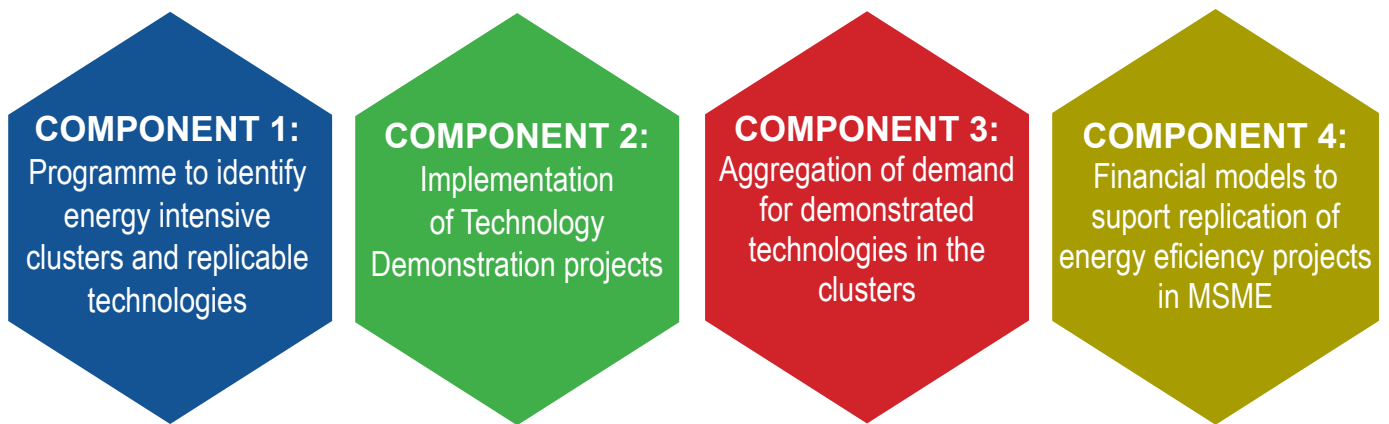 COMPONENT 1:
Programme to identify
energy intensive
clusters and replicable
technologies
COMPONENT 2:
Implementation
of Technology
Demonstration projects
COMPONENT 3:
Aggregation of demand
for demonstrated
technologies in the
clusters
COMPONENT 4:
Financial models to
suport replication of
energy eficiency projects
in MSME